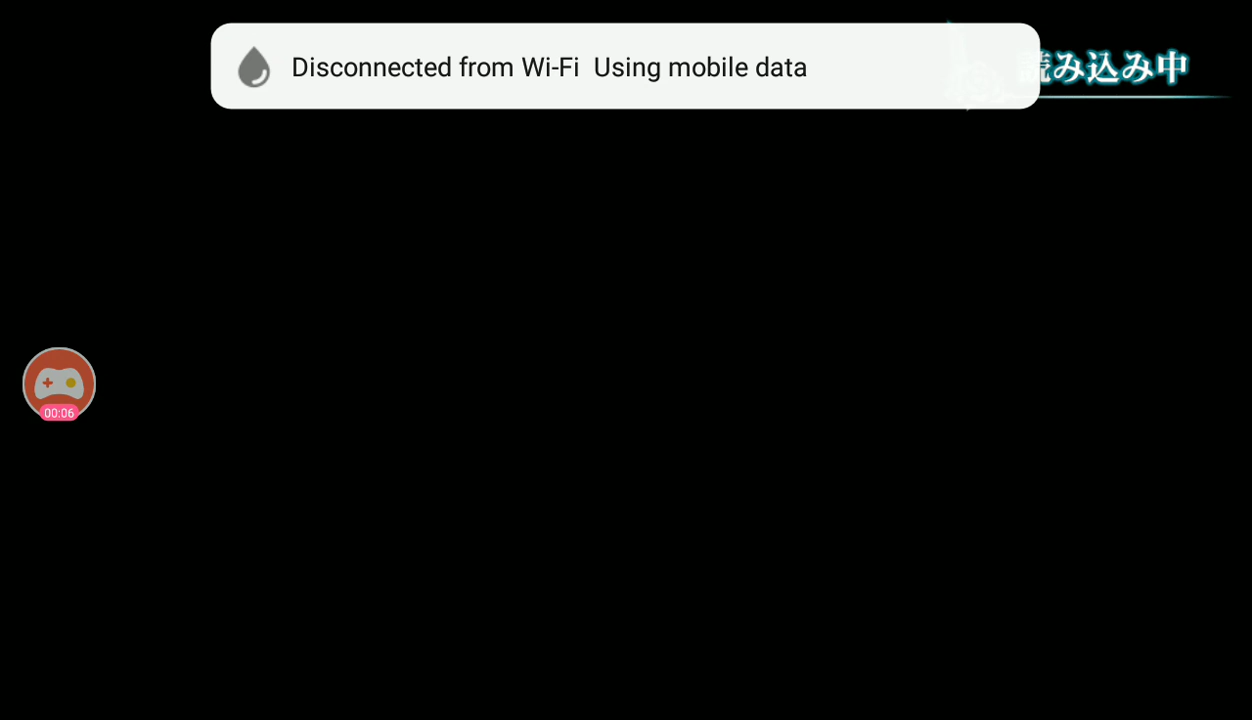 Disconnected from Wi-Fi  Using mobile data
読み込み中
00:06